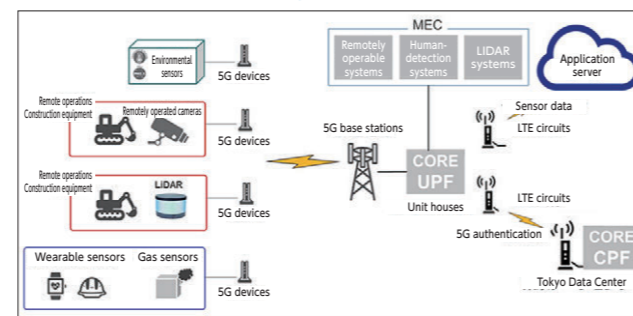 MEC
Remotely
operable
systems
Human-
detection
systems
LIDAR
systems
Application
server
Environmental
sensors
5G devices
Remote operations
Construction equipment
Remotely operated cameras
5G devices
5G base stations
CORE
UPF
Unit houses
Sensor data
LTE circuits
Remote operations
Construction equipment
LiDAR
5G devices
LTE circuits
5G authentication
CORE
CPF
Tokyo Data Center
Wearable sensors
Gas sensors
5G devices